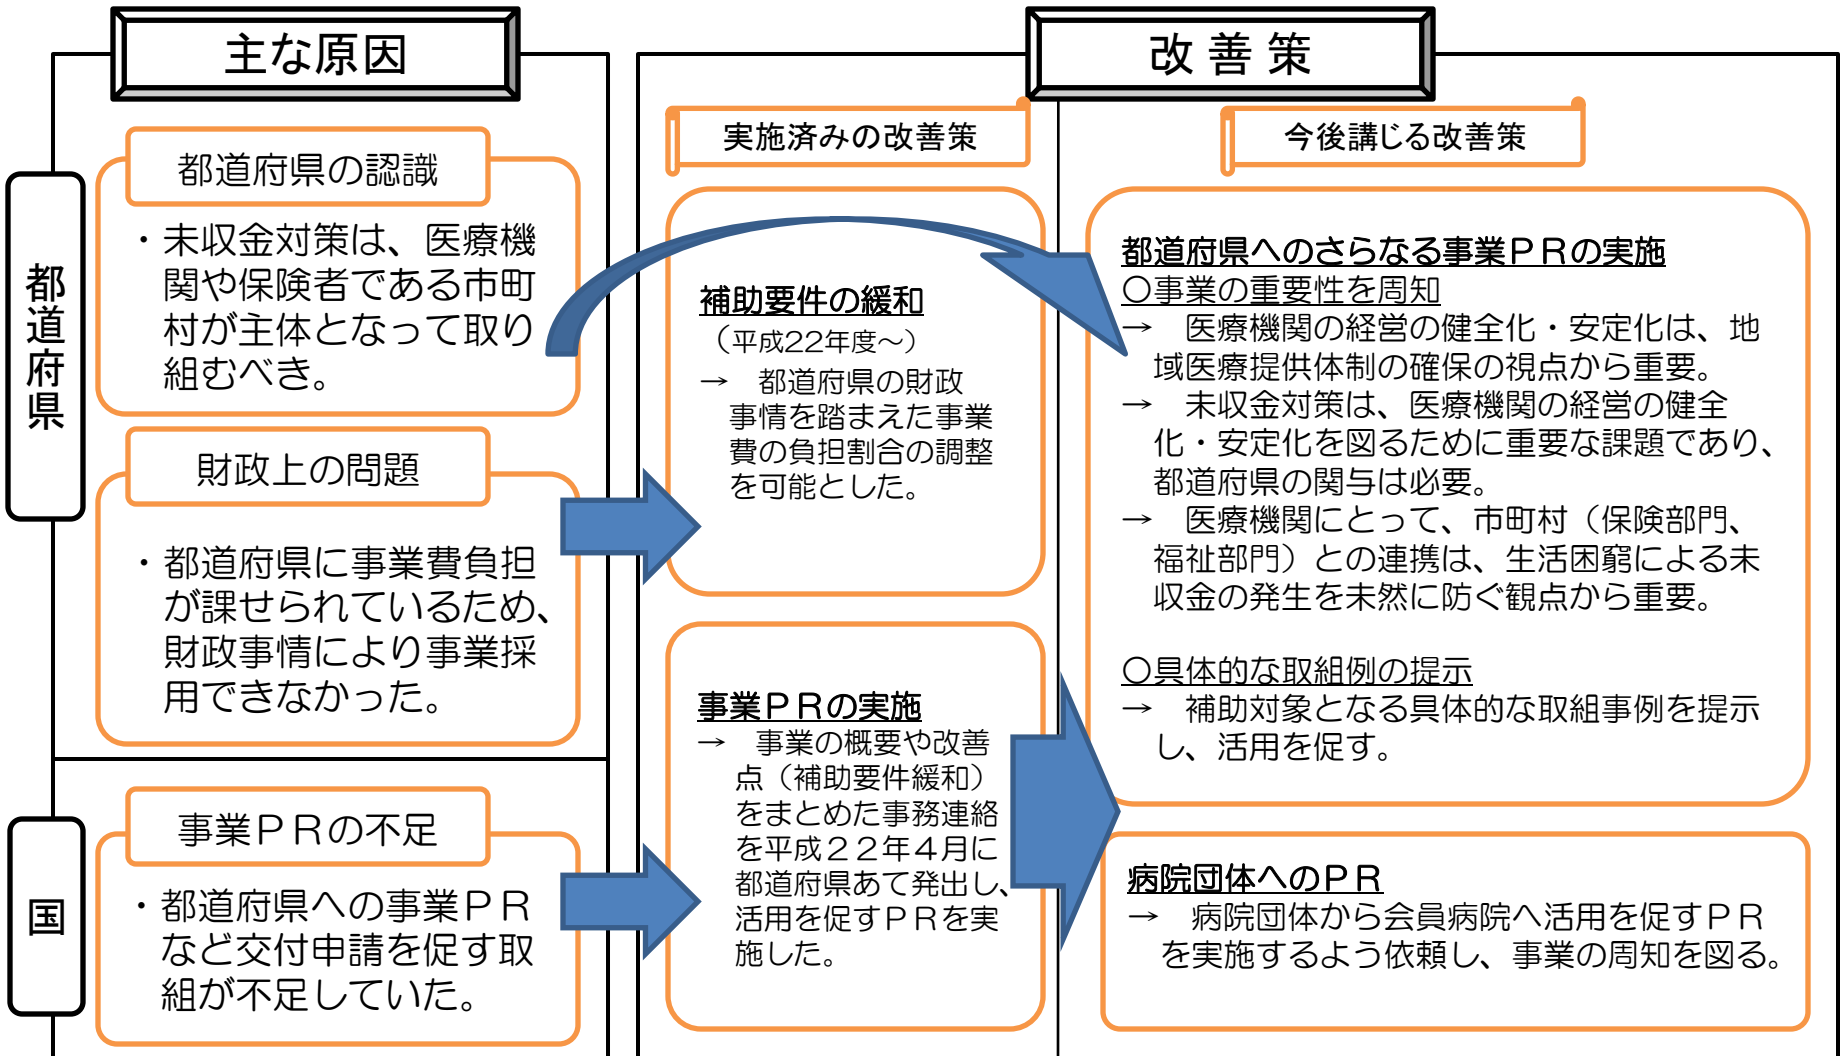 主な原因
改善策
都道府県
都道府県の認識
・未収金対策は、医療機
関や保険者である市町
村が主体となって取り
組むべき。
財政上の問題
・都道府県に事業費負担
が課せられているため、
財政事情により事業採
用できなかった。
国
事業ＰＲの不足
・都道府県への事業ＰＲ
など交付申請を促す取
組が不足していた。
実施済みの改善策
補助要件の緩和
（平成22年度～）
→　都道府県の財政
事情を踏まえた事業
費の負担割合の調整
を可能とした。
事業ＰＲの実施
→　事業の概要や改善
点（補助要件緩和）
をまとめた事務連絡
を平成２２年４月に
都道府県あて発出し、
活用を促すＰＲを実
施した。
今後講じる改善策
都道府県へのさらなる事業ＰＲの実施
○事業の重要性を周知
→　医療機関の経営の健全化・安定化は、地
域医療提供体制の確保の視点から重要。
→　未収金対策は、医療機関の経営の健全
化・安定化を図るために重要な課題であり、
都道府県の関与は必要。
→　医療機関にとって、市町村（保険部門、
福祉部門）との連携は、生活困窮による未
収金の発生を未然に防ぐ観点から重要。
○具体的な取組例の提示
→　補助対象となる具体的な取組事例を提示
し、活用を促す。
病院団体へのＰＲ
→　病院団体から会員病院へ活用を促すＰＲ
を実施するよう依頼し、事業の周知を図る。